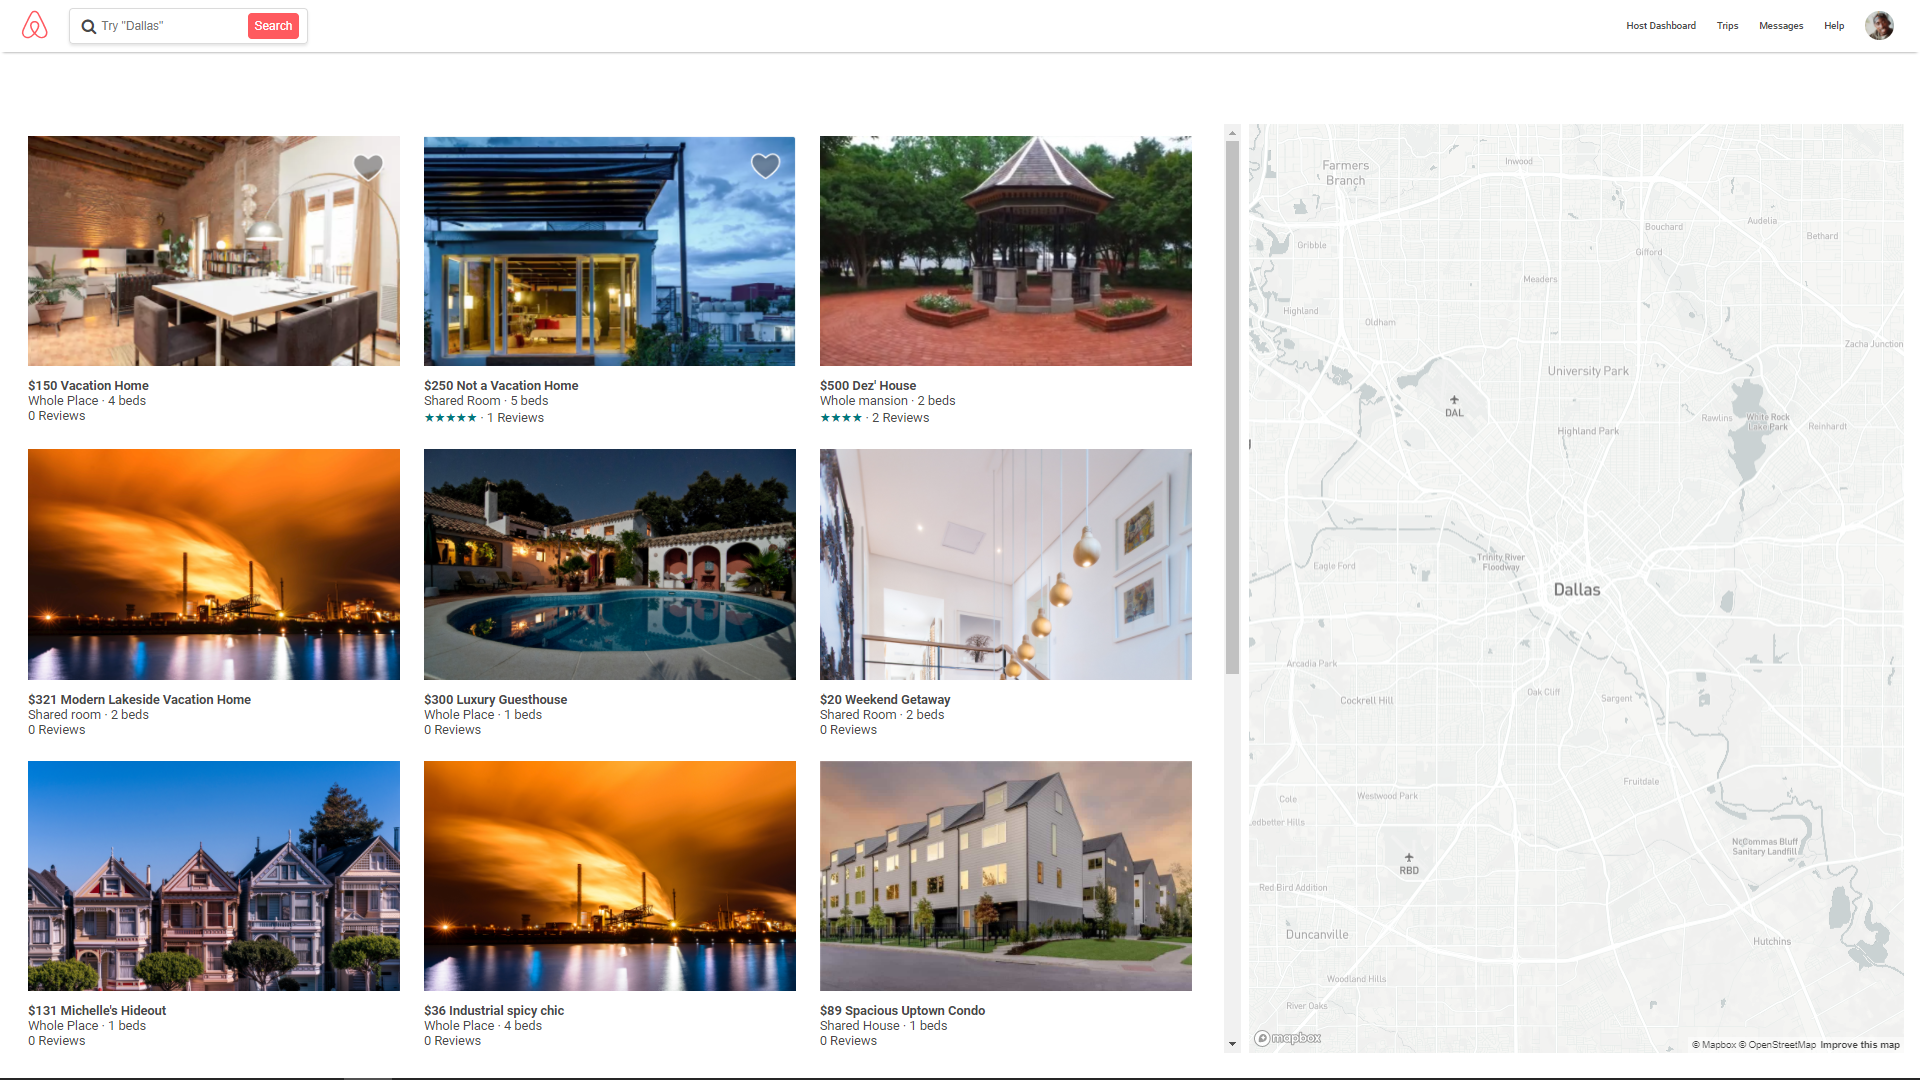 Try "Dallas"
Search
Host Dashboard
Trips
Messages
Help
$150 Vacation Home
Whole Place · 4 beds
0 Reviews
$250 Not a Vacation Home
Shared Room · 5 beds
★★★★★ · 1 Reviews
$500 Dez' House
Whole mansion · 2 beds
★★★★ · 2 Reviews
$321 Modern Lakeside Vacation Home
Shared room · 2 beds
0 Reviews
$300 Luxury Guesthouse
Whole Place · 1 beds
0 Reviews
$20 Weekend Getaway
Shared Room · 2 beds
0 Reviews
$131 Michelle's Hideout
Whole Place · 1 beds
0 Reviews
$36 Industrial spicy chic
Whole Place · 4 beds
0 Reviews
$89 Spacious Uptown Condo
Shared House · 1 beds
0 Reviews
Inwood
Farmers
Branch
Audelia
Bouchard
Bethard
Gribble
Gifford
Meaders
Highland
Oldham
Zacha Junction
University Park
DAL
White Rock
Lake Park
Rawlins
Reinhardt
Highland Park
Trinity River
Floodway
Eagle Ford
Dallas
Arcadia Park
Oak Cliff
Sargent
Cockrell Hill
Fruitdale
Westwood Park
Cole
edbetter Hills
McCommas Bluff
Sanitary Landfill
RBD
Red Bird Addition
Duncanville
Hutchins
Woodland Hills
River Oaks
mapbox
© Mapbox © OpenStreetMap Improve this map